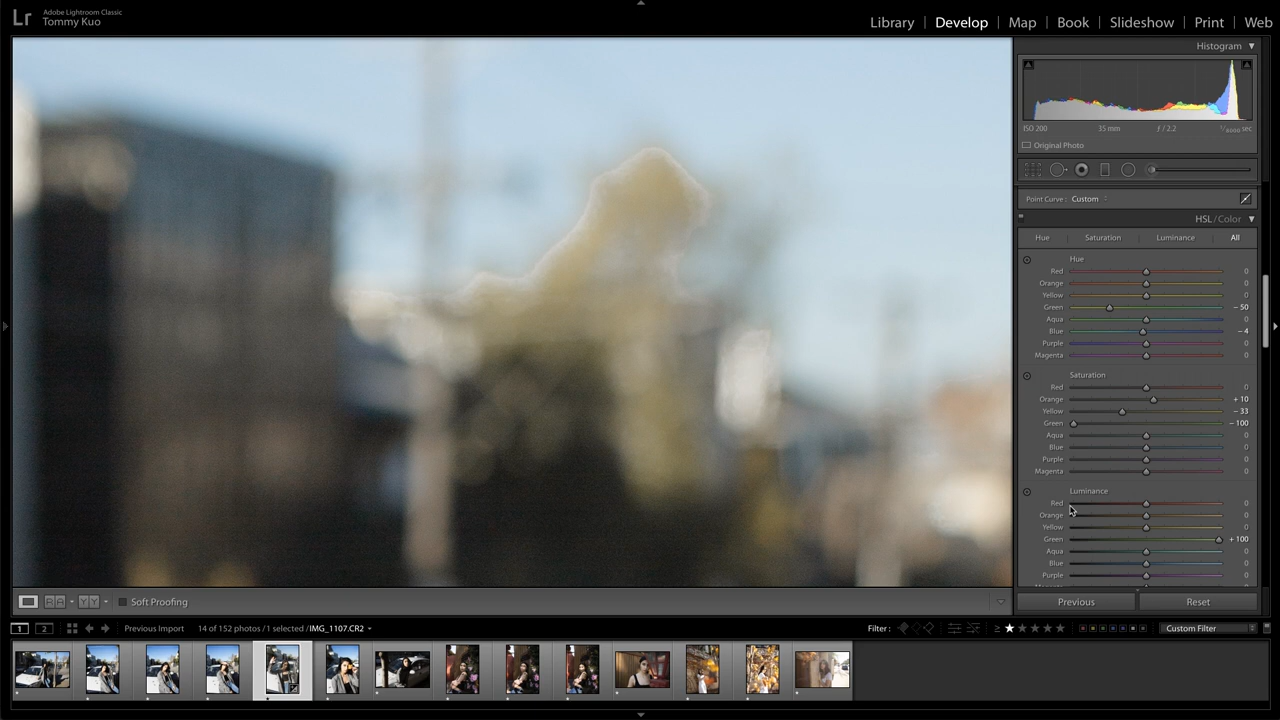 Lr Adobe Lightroom Classic
Tommy Kuo
Library | Develop | Map | Book | Slideshow | Print | Web
Histogram
ISO 200 35 mm ƒ / 2.2 1/8000 sec
Original Photo
Point Curve : Custom
HSL / Color
Hue | Saturation | Luminance | All
Hue
Red 0
Orange 0
Yellow 0
Green - 50
Aqua 0
Blue - 4
Purple 0
Magenta 0
Saturation
Red 0
Orange + 10
Yellow - 33
Green - 100
Aqua 0
Blue 0
Purple 0
Magenta 0
Luminance
Red 0
Orange 0
Yellow 0
Green + 100
Aqua 0
Blue 0
Purple 0
RA YY Soft Proofing
Previous Reset
1 2 Previous Import 14 of 152 photos / 1 selected / IMG_1107.CR2 Filter : ≥ ★ ★ ★ ★ ★ Custom Filter